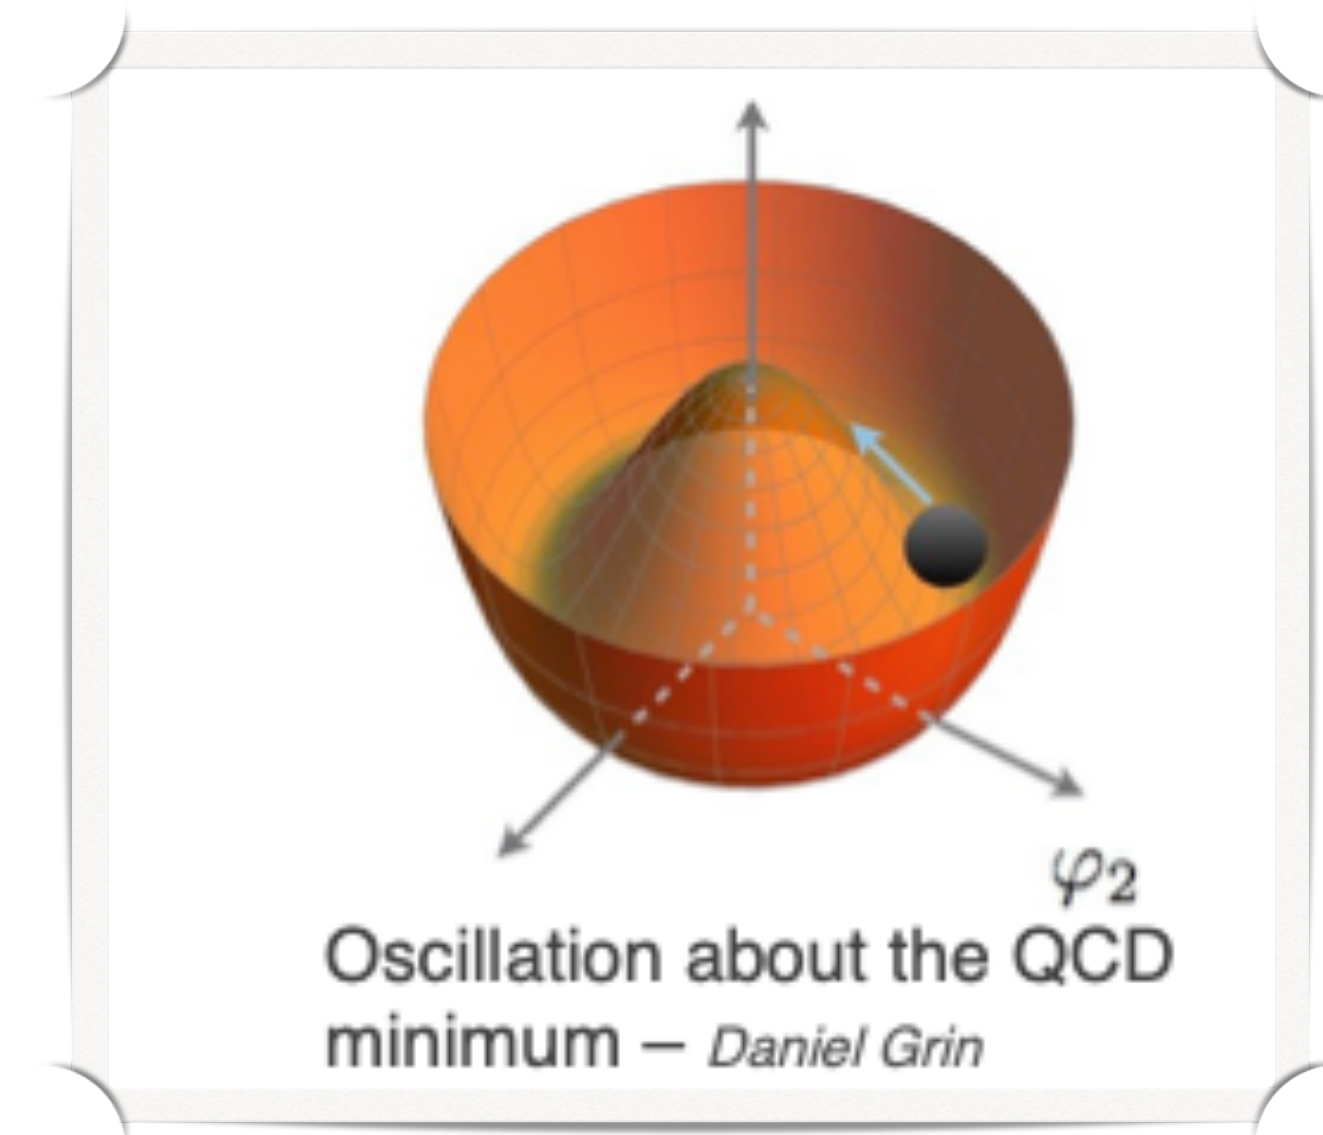 φ₂
Oscillation about the QCD
minimum – Daniel Grin